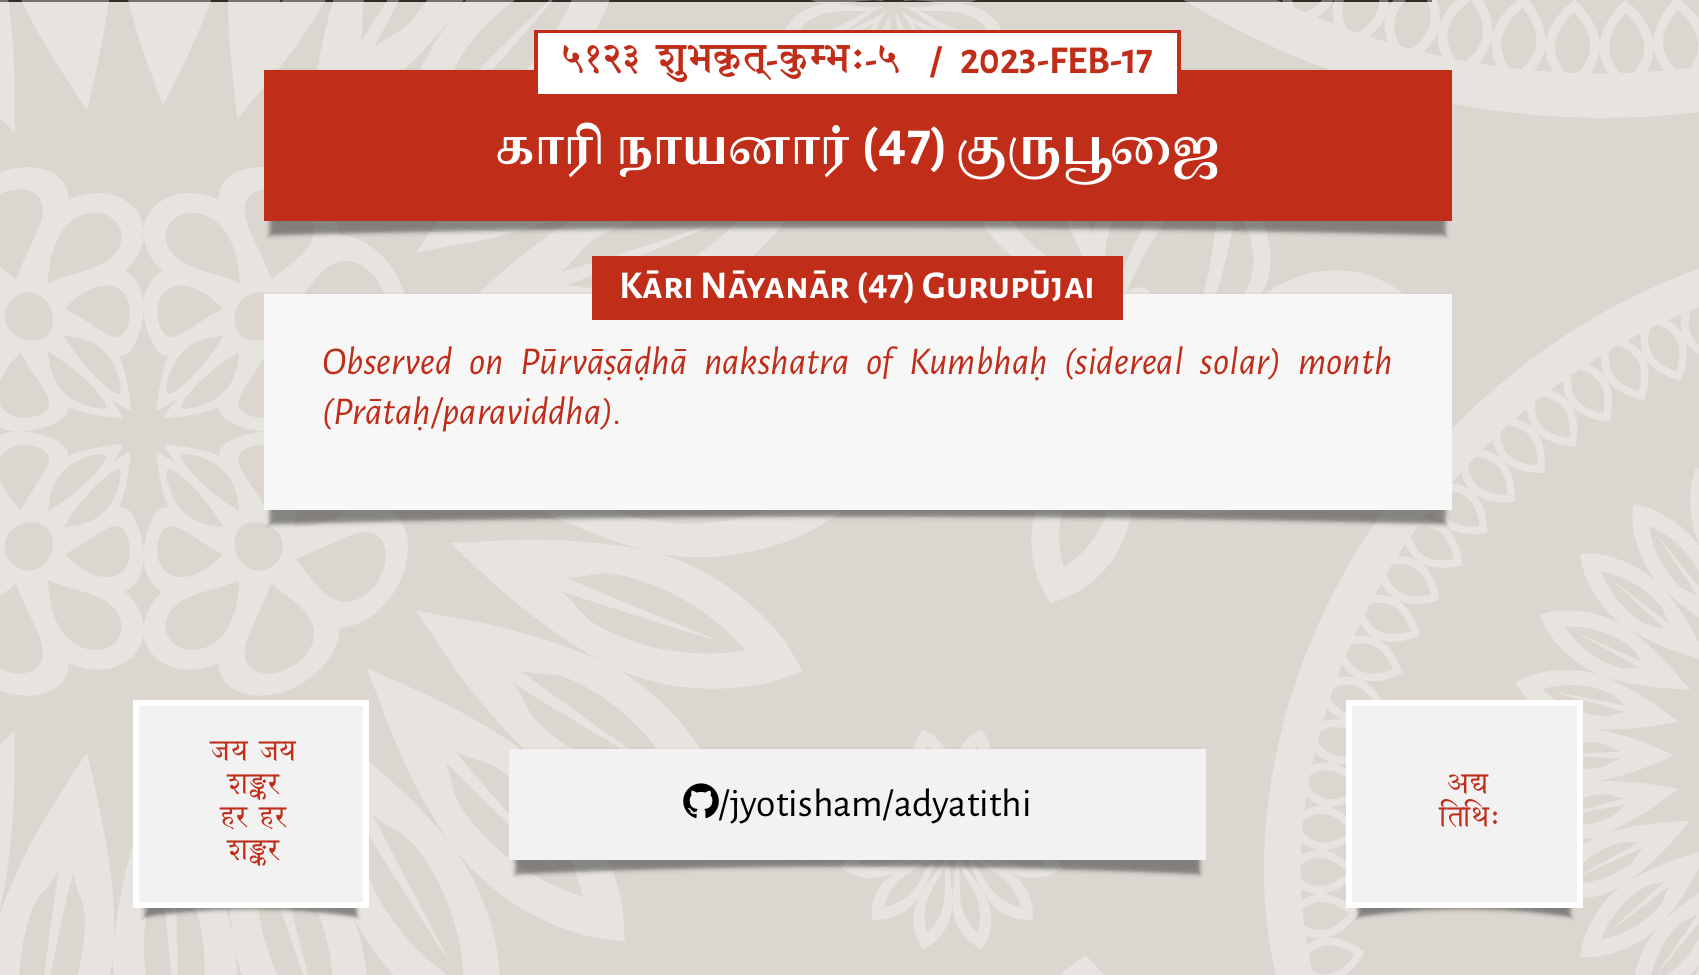 ५१२३ शुभकृत्-कुम्भः-५ / 2023-FEB-17
காரி நாயனார் (47) குருபூஜை
Kāri Nāyanār (47) Gurupūjai
Observed on Pūrvāṣāḍhā nakshatra of Kumbhaḥ (sidereal solar) month
(Prātaḥ/paraviddha).
जय जय
शङ्कर
हर हर
शङ्कर
/jyotisham/adyatithi
अद्य
तिथिः